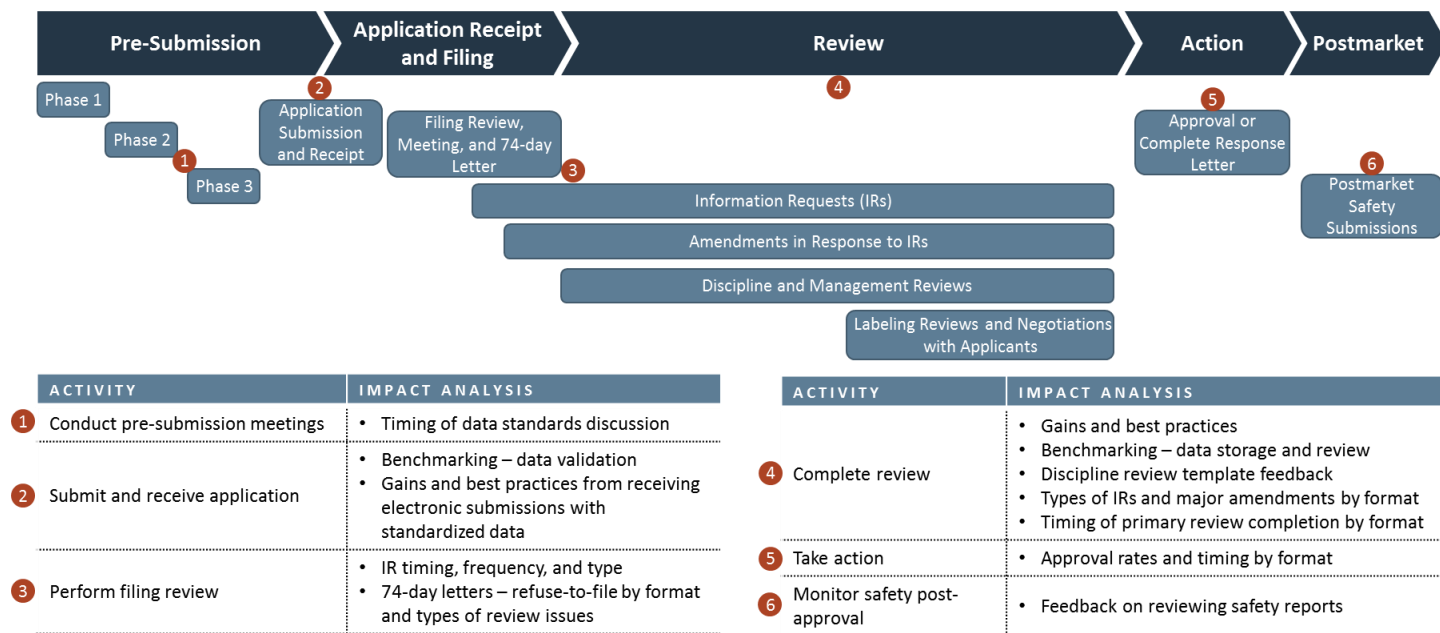 Pre-Submission
Application Receipt
and Filing
Review
Action
Postmarket
Phase 1
Phase 2
1
Phase 3
2
Application
Submission
and Receipt
Filing Review,
Meeting, and 74-day
Letter
3
4
5
Approval or
Complete Response
Letter
6
Postmarket
Safety
Submissions
Information Requests (IRs)
Amendments in Response to IRs
Discipline and Management Reviews
Labeling Reviews and Negotiations
with Applicants
ACTIVITY
IMPACT ANALYSIS
1 Conduct pre-submission meetings
• Timing of data standards discussion
2 Submit and receive application
• Benchmarking – data validation
• Gains and best practices from receiving
electronic submissions with
standardized data
3 Perform filing review
• IR timing, frequency, and type
• 74-day letters – refuse-to-file by format
and types of review issues
ACTIVITY
IMPACT ANALYSIS
4 Complete review
• Gains and best practices
• Benchmarking – data storage and review
• Discipline review template feedback
• Types of IRs and major amendments by format
• Timing of primary review completion by format
5 Take action
• Approval rates and timing by format
6 Monitor safety post-
approval
• Feedback on reviewing safety reports